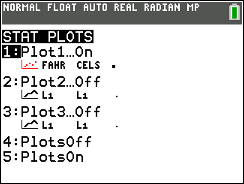 NORMAL FLOAT AUTO REAL RADIAN MP
STAT PLOTS
1:Plot1…On
FAHR CELS
2:Plot2…Off
L1 L1
3:Plot3…Off
L1 L1
4:PlotsOff
5:PlotsOn